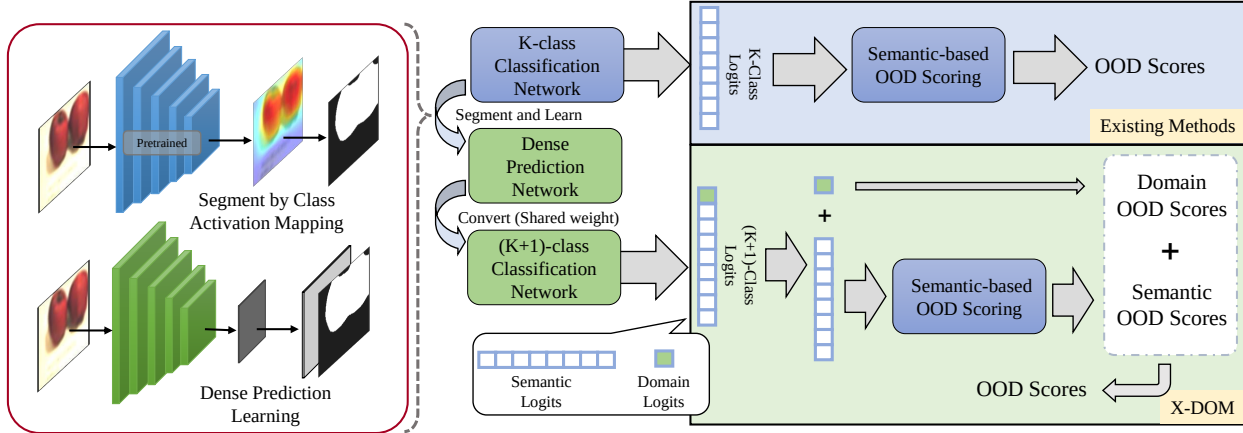 Pretrained
Segment by Class
Activation Mapping
Dense Prediction
Learning
K-class
Classification
Network
Segment and Learn
Dense
Prediction
Network
Convert (Shared weight)
(K+1)-class
Classification
Network
K-Class
Logits
Semantic-based
OOD Scoring
OOD Scores
Existing Methods
(K+1)-Class
Logits
+
Semantic-based
OOD Scoring
Domain
OOD Scores
+
Semantic
OOD Scores
OOD Scores
X-DOM
Semantic
Logits
Domain
Logits